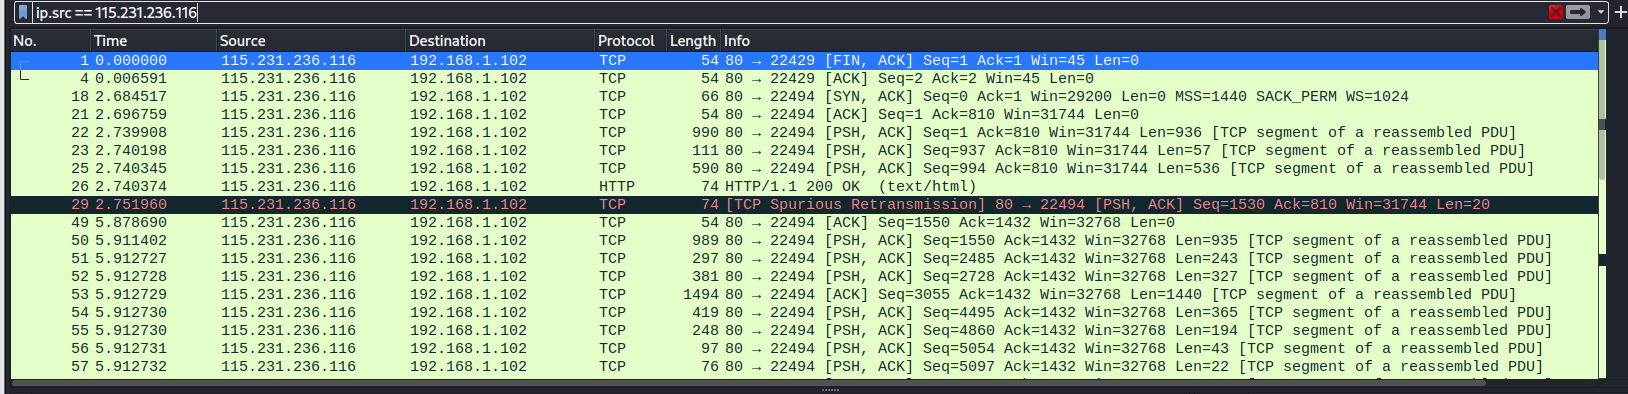 ip.src == 115.231.236.116
No. Time Source Destination Protocol Length Info
1 0.000000 115.231.236.116 192.168.1.102 TCP 54 80 → 22429 [FIN, ACK] Seq=1 Ack=1 Win=45 Len=0
4 0.006591 115.231.236.116 192.168.1.102 TCP 54 80 → 22429 [ACK] Seq=2 Ack=2 Win=45 Len=0
18 2.684517 115.231.236.116 192.168.1.102 TCP 66 80 → 22494 [SYN, ACK] Seq=0 Ack=1 Win=29200 Len=0 MSS=1440 SACK_PERM WS=1024
21 2.696759 115.231.236.116 192.168.1.102 TCP 54 80 → 22494 [ACK] Seq=1 Ack=810 Win=31744 Len=0
22 2.739908 115.231.236.116 192.168.1.102 TCP 990 80 → 22494 [PSH, ACK] Seq=1 Ack=810 Win=31744 Len=936 [TCP segment of a reassembled PDU]
23 2.740198 115.231.236.116 192.168.1.102 TCP 111 80 → 22494 [PSH, ACK] Seq=937 Ack=810 Win=31744 Len=57 [TCP segment of a reassembled PDU]
25 2.740345 115.231.236.116 192.168.1.102 TCP 590 80 → 22494 [PSH, ACK] Seq=994 Ack=810 Win=31744 Len=536 [TCP segment of a reassembled PDU]
26 2.740374 115.231.236.116 192.168.1.102 HTTP 74 HTTP/1.1 200 OK (text/html)
29 2.751960 115.231.236.116 192.168.1.102 TCP 74 [TCP Spurious Retransmission] 80 → 22494 [PSH, ACK] Seq=1530 Ack=810 Win=31744 Len=20
49 5.878690 115.231.236.116 192.168.1.102 TCP 54 80 → 22494 [ACK] Seq=1550 Ack=1432 Win=32768 Len=0
50 5.911402 115.231.236.116 192.168.1.102 TCP 989 80 → 22494 [PSH, ACK] Seq=1550 Ack=1432 Win=32768 Len=935 [TCP segment of a reassembled PDU]
51 5.912727 115.231.236.116 192.168.1.102 TCP 297 80 → 22494 [PSH, ACK] Seq=2485 Ack=1432 Win=32768 Len=243 [TCP segment of a reassembled PDU]
52 5.912728 115.231.236.116 192.168.1.102 TCP 381 80 → 22494 [PSH, ACK] Seq=2728 Ack=1432 Win=32768 Len=327 [TCP segment of a reassembled PDU]
53 5.912729 115.231.236.116 192.168.1.102 TCP 1494 80 → 22494 [ACK] Seq=3055 Ack=1432 Win=32768 Len=1440 [TCP segment of a reassembled PDU]
54 5.912730 115.231.236.116 192.168.1.102 TCP 419 80 → 22494 [PSH, ACK] Seq=4495 Ack=1432 Win=32768 Len=365 [TCP segment of a reassembled PDU]
55 5.912730 115.231.236.116 192.168.1.102 TCP 248 80 → 22494 [PSH, ACK] Seq=4860 Ack=1432 Win=32768 Len=194 [TCP segment of a reassembled PDU]
56 5.912731 115.231.236.116 192.168.1.102 TCP 97 80 → 22494 [PSH, ACK] Seq=5054 Ack=1432 Win=32768 Len=43 [TCP segment of a reassembled PDU]
57 5.912732 115.231.236.116 192.168.1.102 TCP 76 80 → 22494 [PSH, ACK] Seq=5097 Ack=1432 Win=32768 Len=22 [TCP segment of a reassembled PDU]